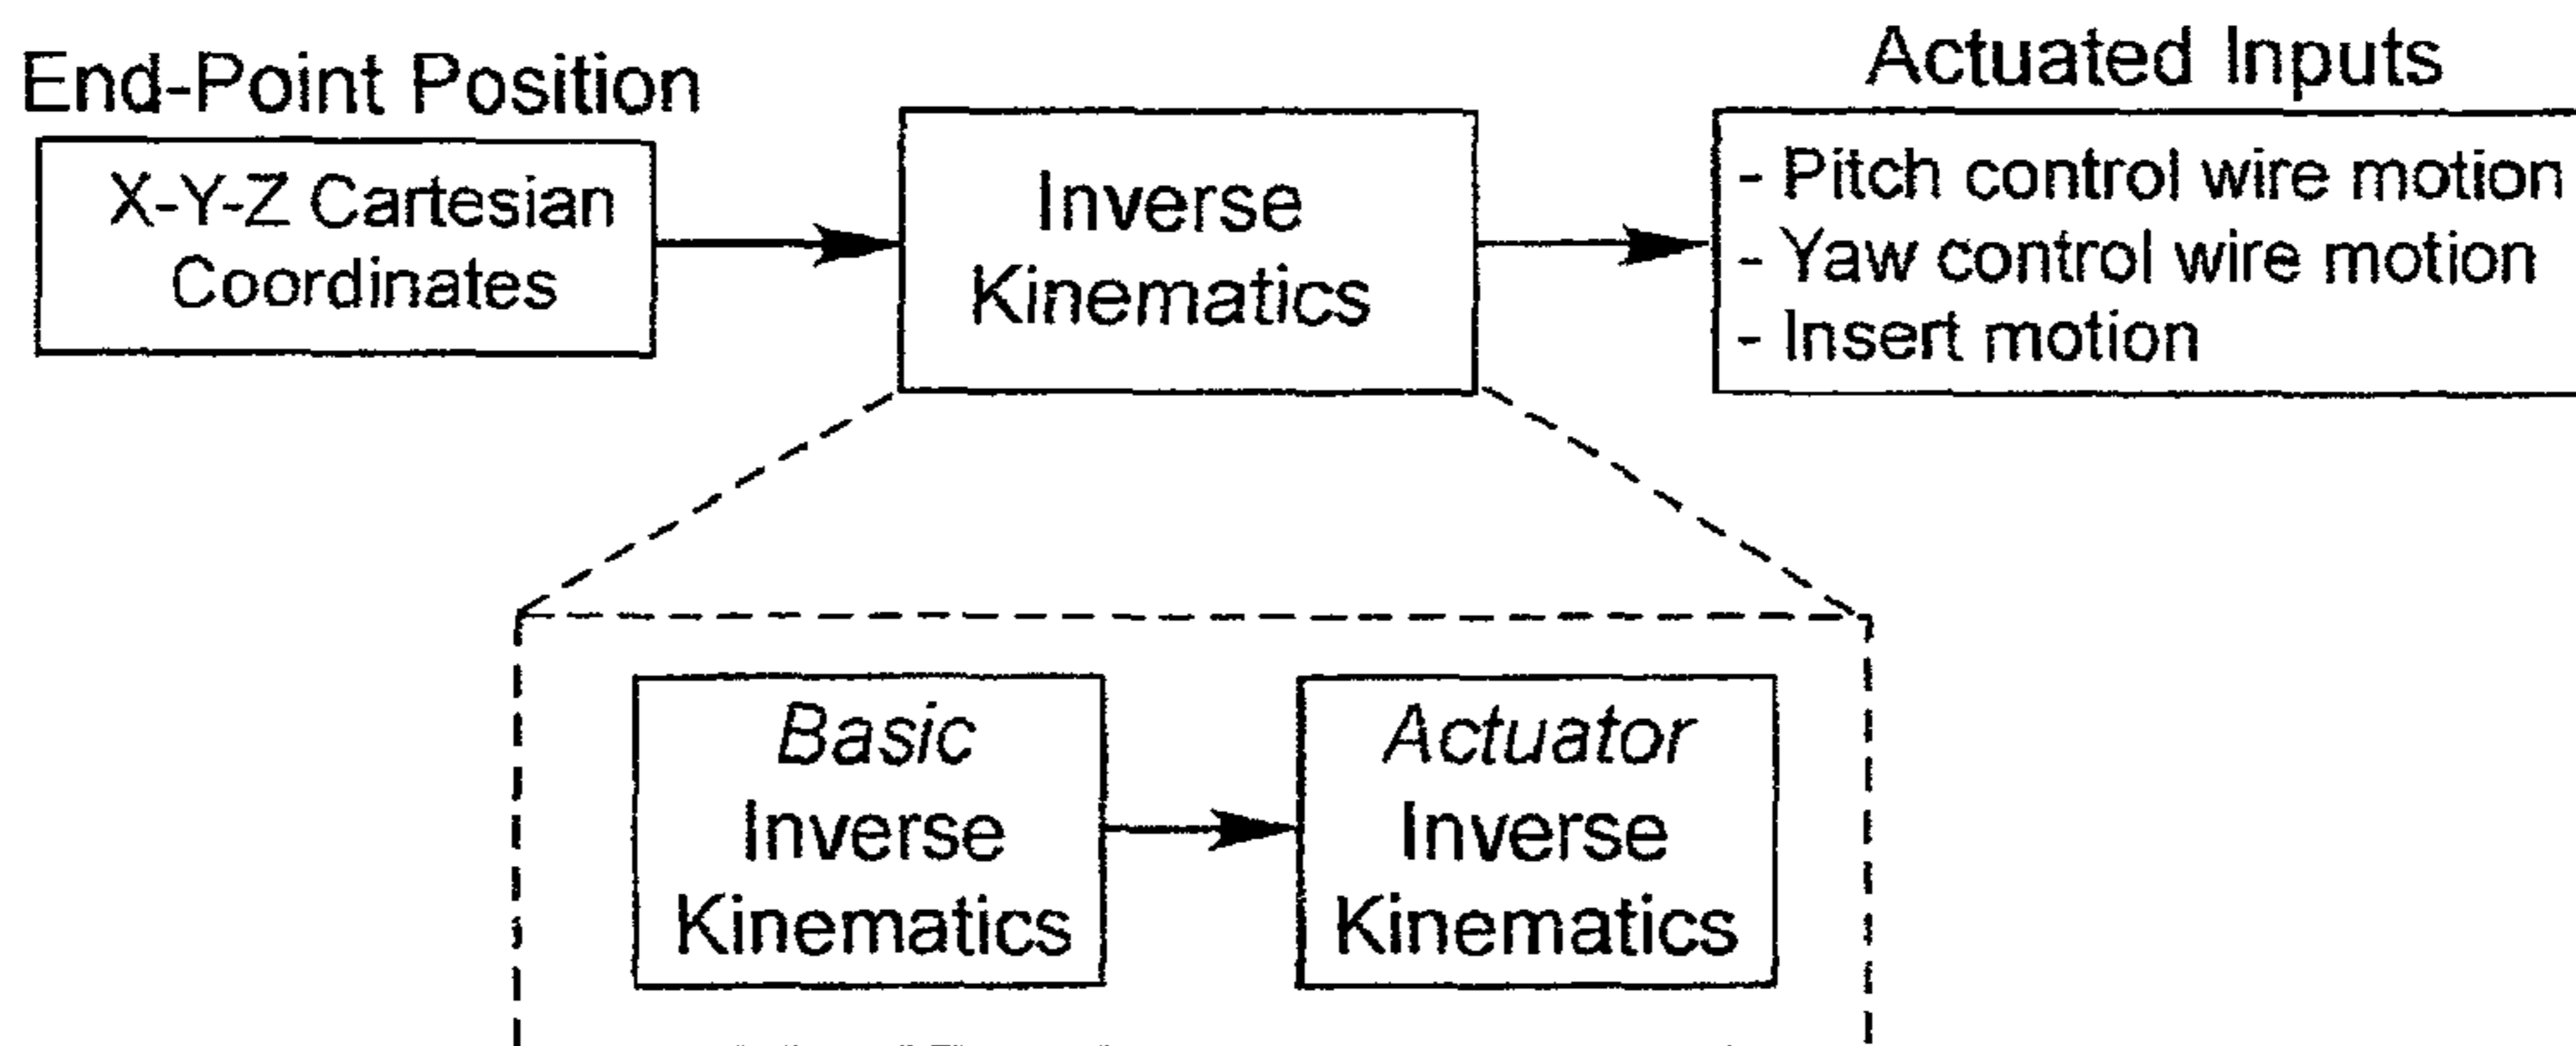 End-Point Position
X-Y-Z Cartesian
Coordinates
Inverse
Kinematics
Actuated Inputs
- Pitch control wire motion
- Yaw control wire motion
- Insert motion
Basic
Inverse
Kinematics
Actuator
Inverse
Kinematics